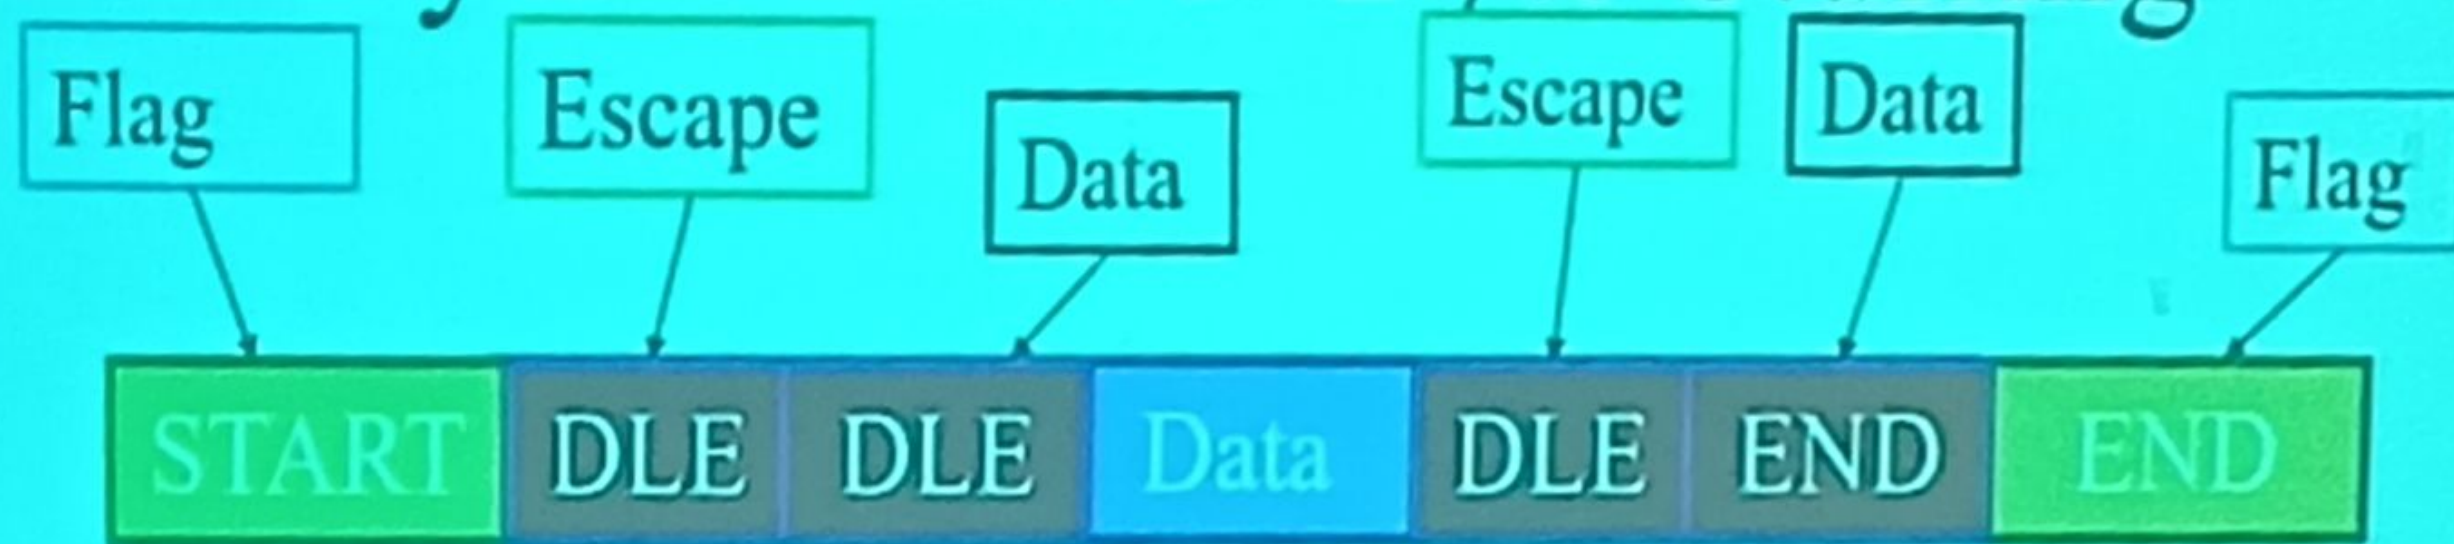 Flag Escape Data Escape Data Flag
START DLE DLE Data DLE END END